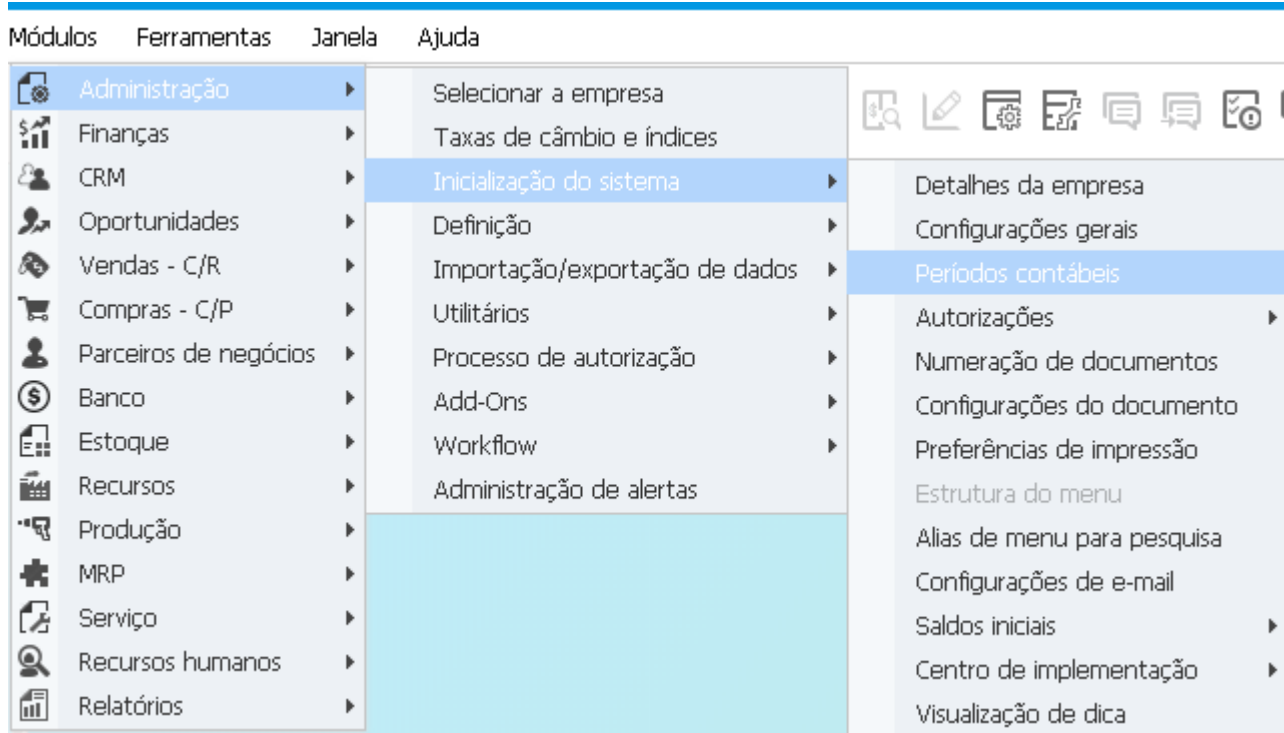 Módulos Ferramentas Janela Ajuda
Administração
Finanças
CRM
Oportunidades
Vendas - C/R
Compras - C/P
Parceiros de negócios
Banco
Estoque
Recursos
Produção
MRP
Serviço
Recursos humanos
Relatórios
Selecionar a empresa
Taxas de câmbio e índices
Inicialização do sistema
Definição
Importação/exportação de dados
Utilitários
Processo de autorização
Add-Ons
Workflow
Administração de alertas
Detalhes da empresa
Configurações gerais
Períodos contábeis
Autorizações
Numeração de documentos
Configurações do documento
Preferências de impressão
Estrutura do menu
Alias de menu para pesquisa
Configurações de e-mail
Saldos iniciais
Centro de implementação
Visualização de dica